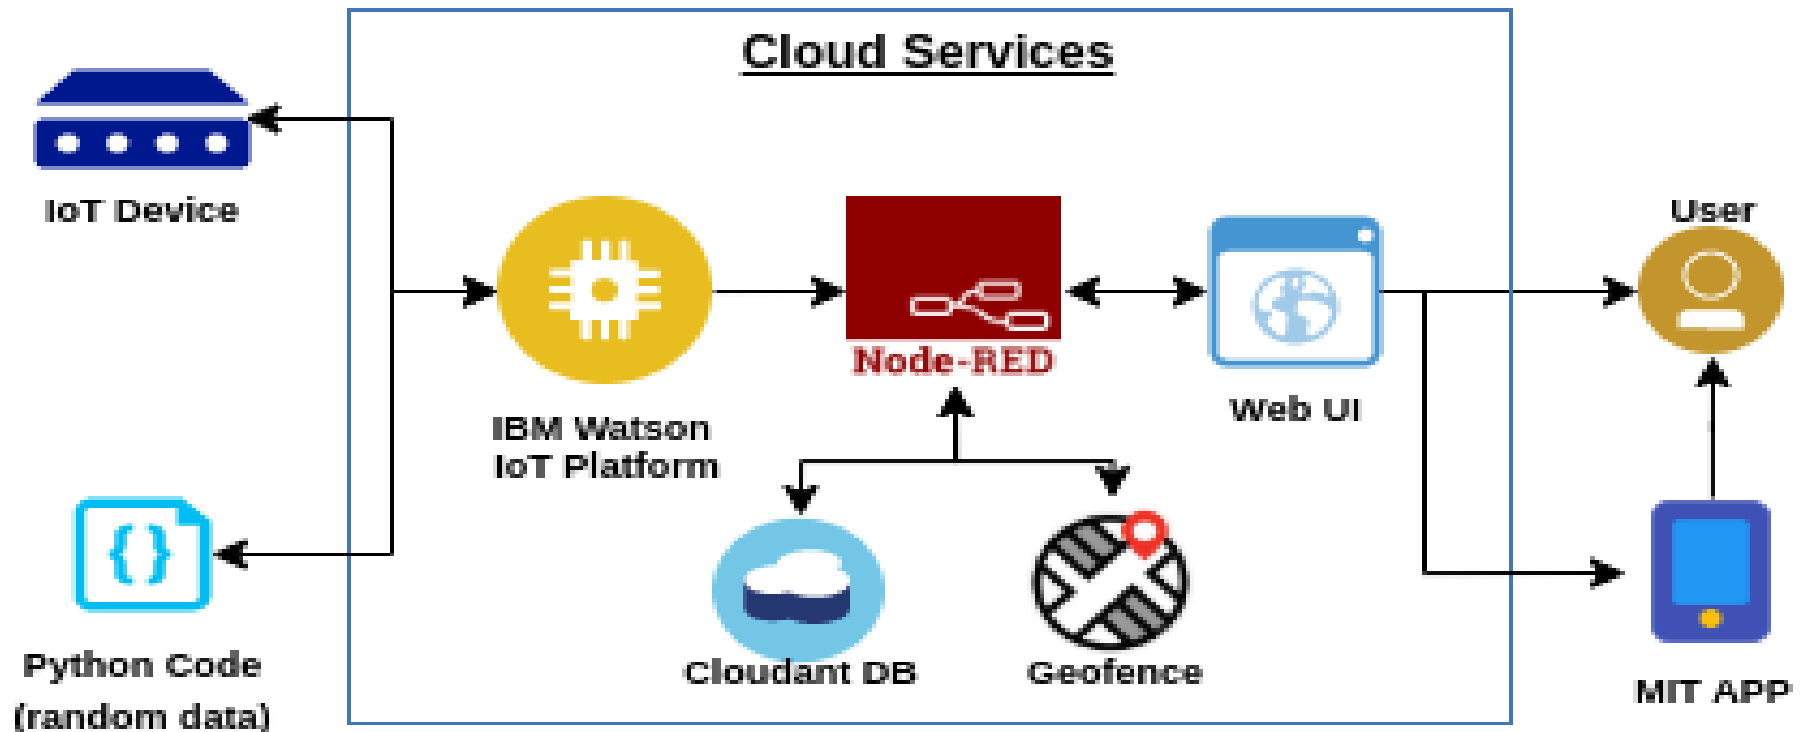 Cloud Services
IoT Device
User
Node-RED
Web UI
IBM Watson
IoT Platform
Python Code
(random data)
Cloudant DB
Geofence
MIT APP